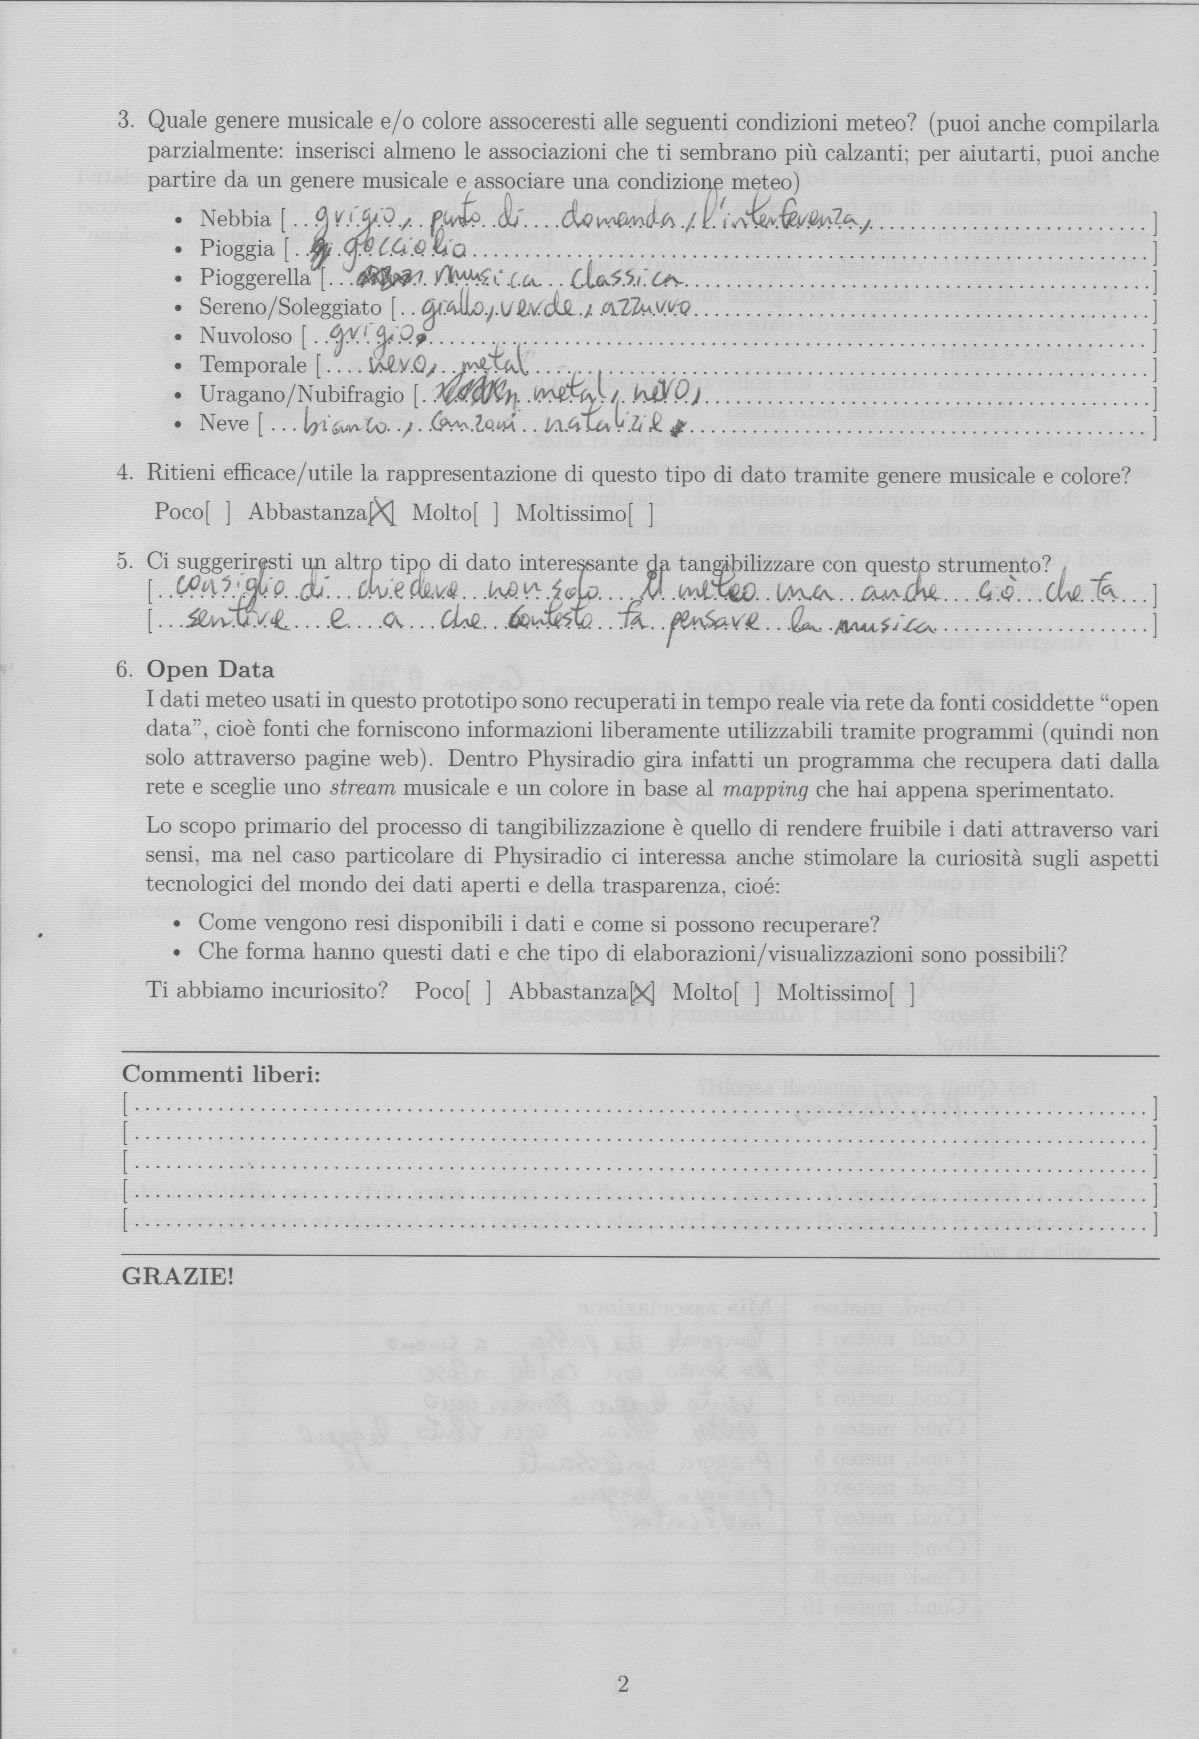 3. Quale genere musicale e/o colore assoceresti alle seguenti condizioni meteo? (puoi anche compilarla
parzialmente: inserisci almeno le associazioni che ti sembrano più calzanti; per aiutarti, puoi anche
partire da un genere musicale e associare una condizione meteo)
• Nebbia [ grigio, punto di domanda, l'interferenza, ]
• Pioggia [ gocciolio ]
• Pioggerella [ musica classica ]
• Sereno/Soleggiato [ giallo, verde, azzurro ]
• Nuvoloso [ grigio ]
• Temporale [ nero, metal ]
• Uragano/Nubifragio [ metal, nero, ]
• Neve [ bianco, canzoni natalizie ]
4. Ritieni efficace/utile la rappresentazione di questo tipo di dato tramite genere musicale e colore?
Poco[ ] Abbastanza[X] Molto[ ] Moltissimo[ ]
5. Ci suggeriresti un altro tipo di dato interessante da tangibilizzare con questo strumento?
[ consiglio di chiedere non solo il meteo ma anche ciò che fa ]
[ sentire e a che contesto fa pensare la musica ]
6. Open Data
I dati meteo usati in questo prototipo sono recuperati in tempo reale via rete da fonti cosiddette “open
data”, cioè fonti che forniscono informazioni liberamente utilizzabili tramite programmi (quindi non
solo attraverso pagine web). Dentro Physiradio gira infatti un programma che recupera dati dalla
rete e sceglie uno stream musicale e un colore in base al mapping che hai appena sperimentato.
Lo scopo primario del processo di tangibilizzazione è quello di rendere fruibile i dati attraverso vari
sensi, ma nel caso particolare di Physiradio ci interessa anche stimolare la curiosità sugli aspetti
tecnologici del mondo dei dati aperti e della trasparenza, cioé:
• Come vengono resi disponibili i dati e come si possono recuperare?
• Che forma hanno questi dati e che tipo di elaborazioni/visualizzazioni sono possibili?
Ti abbiamo incuriosito? Poco[ ] Abbastanza[X] Molto[ ] Moltissimo[ ]
Commenti liberi:
GRAZIE!
2